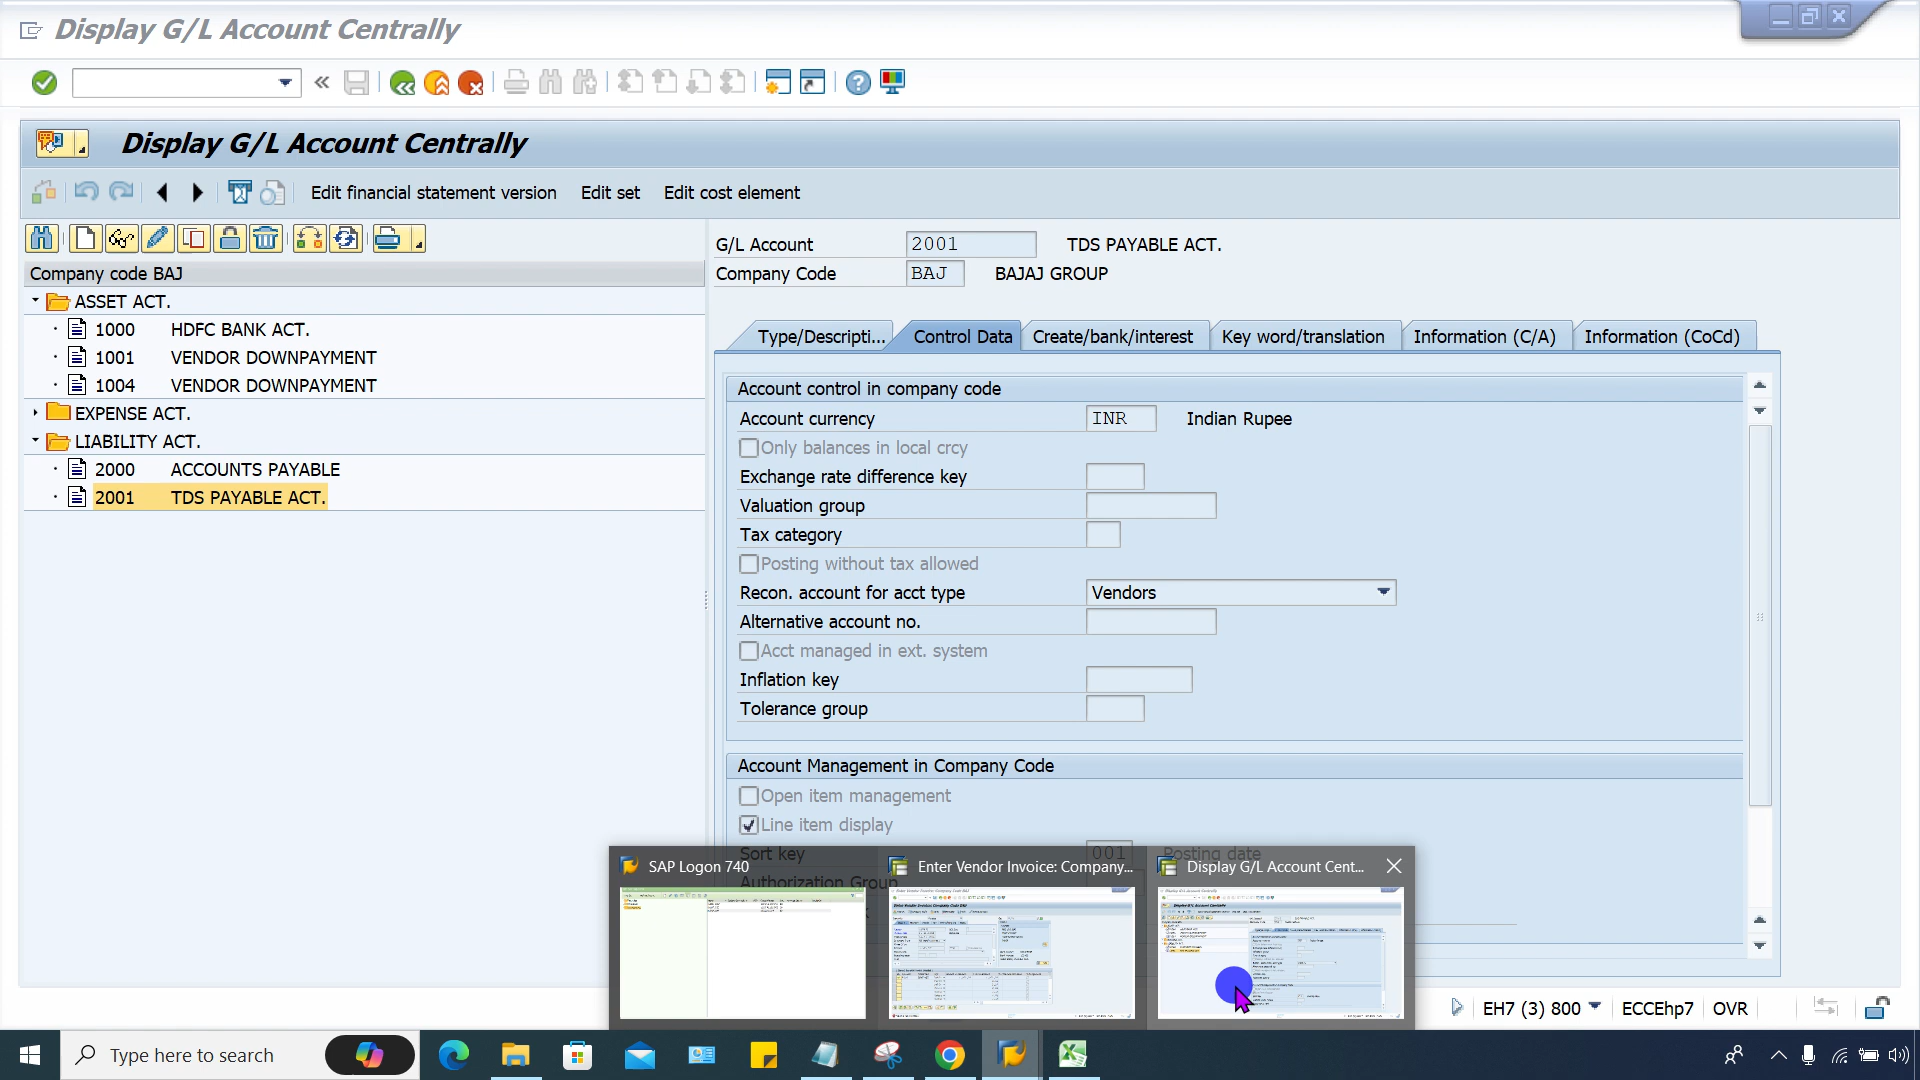 Display G/L Account Centrally
Display G/L Account Centrally
Edit financial statement version Edit set Edit cost element
Company code BAJ
ASSET ACT.
1000 HDFC BANK ACT.
1001 VENDOR DOWNPAYMENT
1004 VENDOR DOWNPAYMENT
EXPENSE ACT.
LIABILITY ACT.
2000 ACCOUNTS PAYABLE
2001 TDS PAYABLE ACT.
G/L Account 2001 TDS PAYABLE ACT.
Company Code BAJ BAJAJ GROUP
Type/Descripti... Control Data Create/bank/interest Key word/translation Information (C/A) Information (CoCd)
Account control in company code
Account currency INR Indian Rupee
Only balances in local crcy
Exchange rate difference key
Valuation group
Tax category
Posting without tax allowed
Recon. account for acct type Vendors
Alternative account no.
Acct managed in ext. system
Inflation key
Tolerance group
Account Management in Company Code
Open item management
Line item display
Sort key 001 Posting date
Authorization Group
SAP Logon 740 Enter Vendor Invoice: Company... Display G/L Account Cent...
EH7 (3) 800 ECCEhp7 OVR
Type here to search